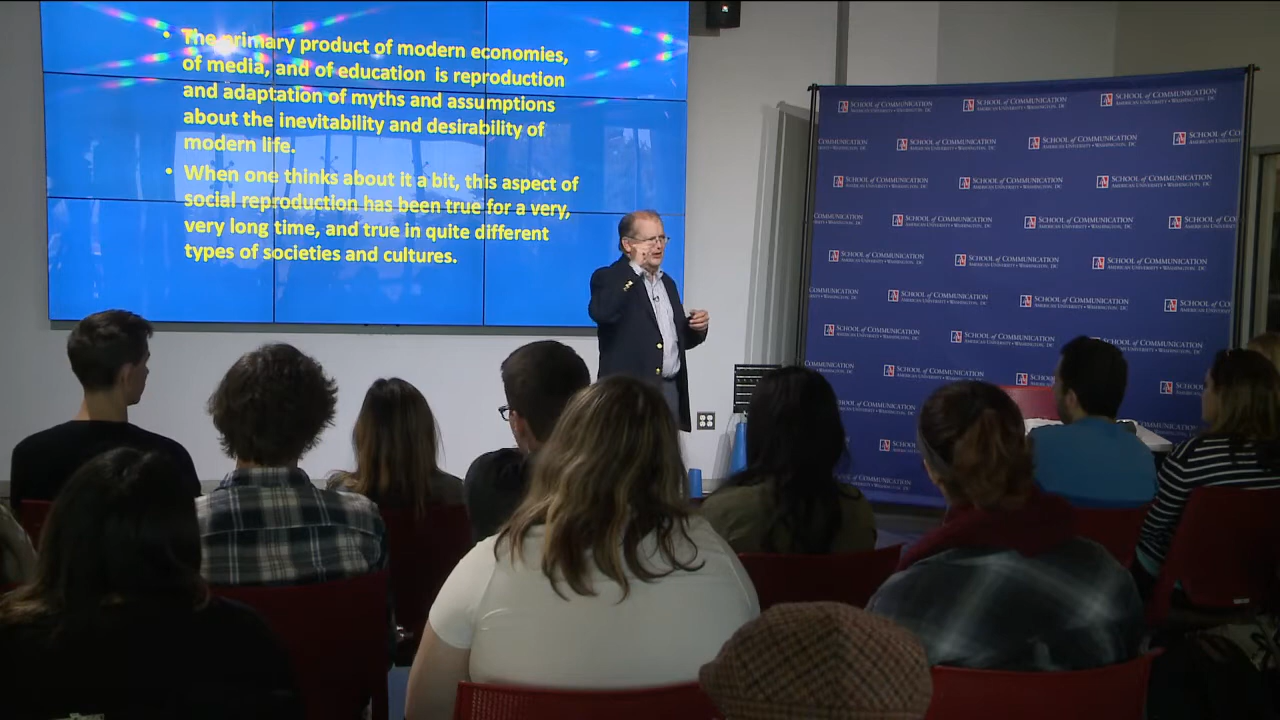 • The primary product of modern economies,
of media, and of education is reproduction
and adaptation of myths and assumptions
about the inevitability and desirability of
modern life.
• When one thinks about it a bit, this aspect of
social reproduction has been true for a very,
very long time, and true in quite different
types of societies and cultures.
SCHOOL of COMMUNICATION
AMERICAN UNIVERSITY • WASHINGTON, DC